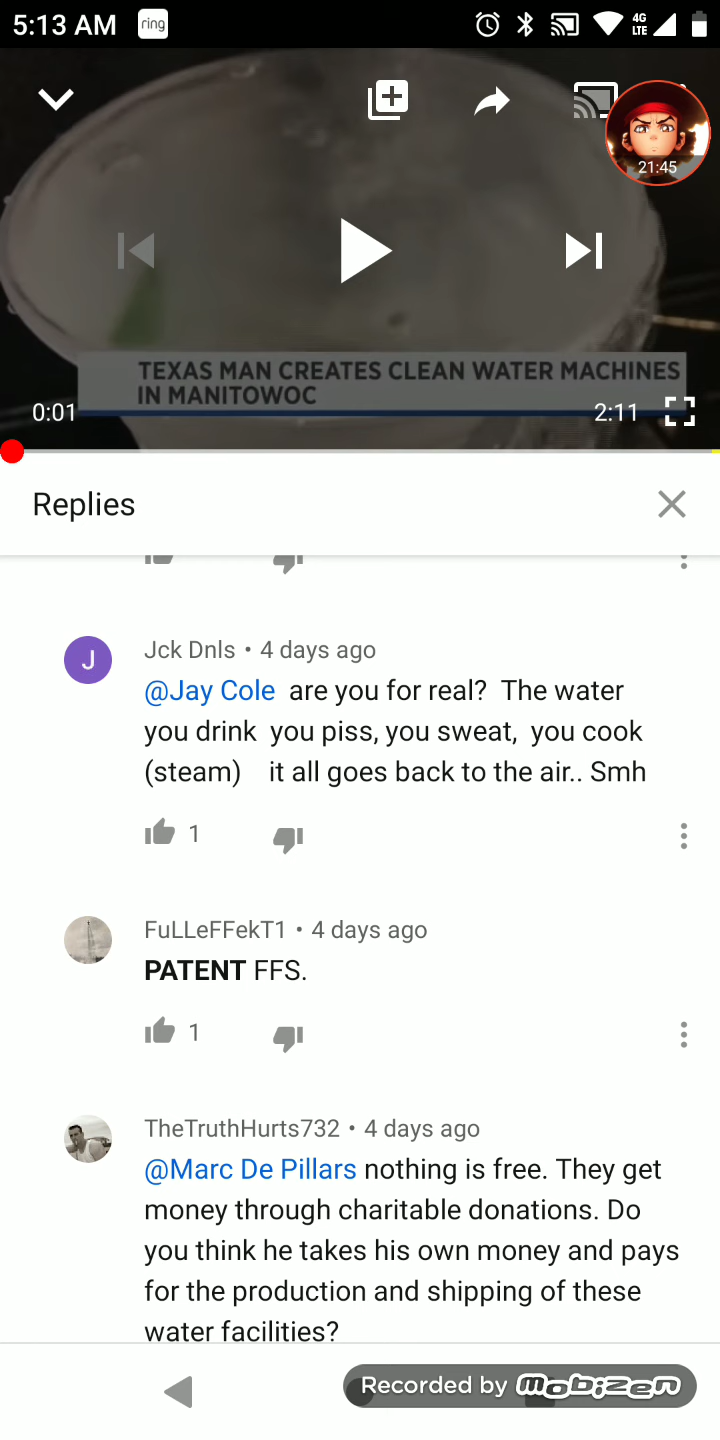 5:13 AM ring 4G LTE
21:45
TEXAS MAN CREATES CLEAN WATER MACHINES
IN MANITOWOC
0:01 2:11
Replies
Jck Dnls • 4 days ago
J
@Jay Cole are you for real? The water
you drink you piss, you sweat, you cook
(steam) it all goes back to the air.. Smh
1
FuLLeFFekT1 • 4 days ago
PATENT FFS.
1
TheTruthHurts732 • 4 days ago
@Marc De Pillars nothing is free. They get
money through charitable donations. Do
you think he takes his own money and pays
for the production and shipping of these
water facilities?
Recorded by mobizen